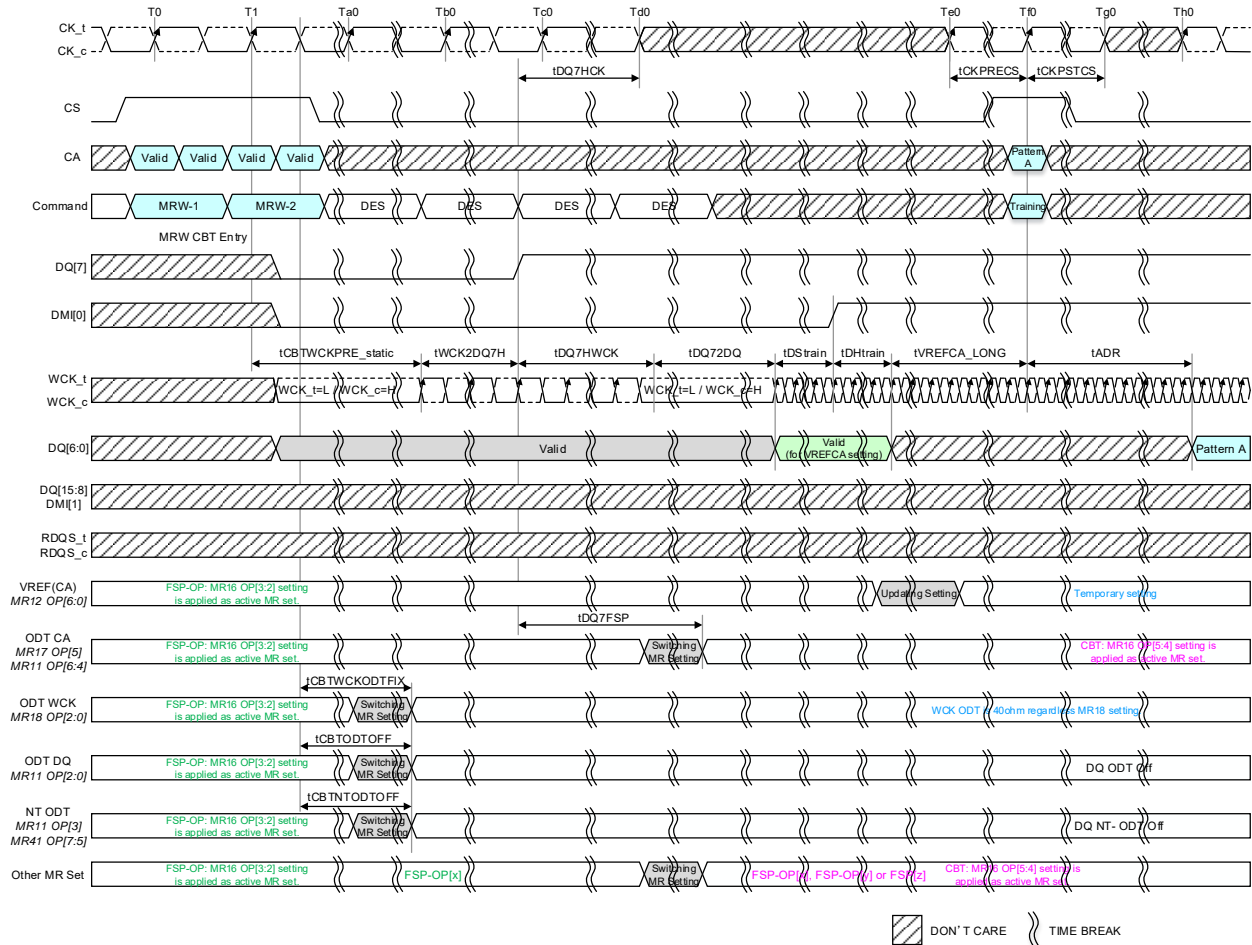 T0 T1 Ta0 Tb0 Tc0 Td0 Te0 Tf0 Tg0 Th0
CK_t
CK_c
tDQ7HCK tCKPRECS tCKPSTCS
CS
CA Valid Valid Valid Valid Pattern
A
Command MRW-1 MRW-2 DES DES DES DES Training
MRW CBT Entry
DQ[7]
DMI[0]
tCBTWCKPRE_static tWCK2DQ7H tDQ7HWCK tDQ72DQ tDStrain tDHtrain tVREFCA_LONG tADR
WCK_t
WCK_c
WCK_t=L / WCK_c=H WCK_t=L / WCK_c=H
DQ[6:0] Valid Valid
(for VREFCA setting)
Pattern A
DQ[15:8]
DMI[1]
RDQS_t
RDQS_c
VREF(CA)
MR12 OP[6:0]
FSP-OP: MR16 OP[3:2] setting
is applied as active MR set.
Updating Setting Temporary setting
tDQ7FSP
ODT CA
MR17 OP[5]
MR11 OP[6:4]
FSP-OP: MR16 OP[3:2] setting
is applied as active MR set.
Switching
MR Setting
CBT: MR16 OP[5:4] setting is
applied as active MR set.
tCBTWCKODTFIX
ODT WCK
MR18 OP[2:0]
FSP-OP: MR16 OP[3:2] setting
is applied as active MR set.
Switching
MR Setting
WCK ODT is 40ohm regardless MR18 setting.
tCBTODTOFF
ODT DQ
MR11 OP[2:0]
FSP-OP: MR16 OP[3:2] setting
is applied as active MR set.
Switching
MR Setting
DQ ODT Off
tCBTNTODTOFF
NT ODT
MR11 OP[3]
MR41 OP[7:5]
FSP-OP: MR16 OP[3:2] setting
is applied as active MR set.
Switching
MR Setting
DQ NT- ODT Off
Other MR Set
FSP-OP: MR16 OP[3:2] setting
is applied as active MR set.
FSP-OP[x]
Switching
MR Setting
FSP-OP[x], FSP-OP[y] or FSP[z]
CBT: MR16 OP[5:4] setting is
applied as active MR set.
DON'T CARE TIME BREAK